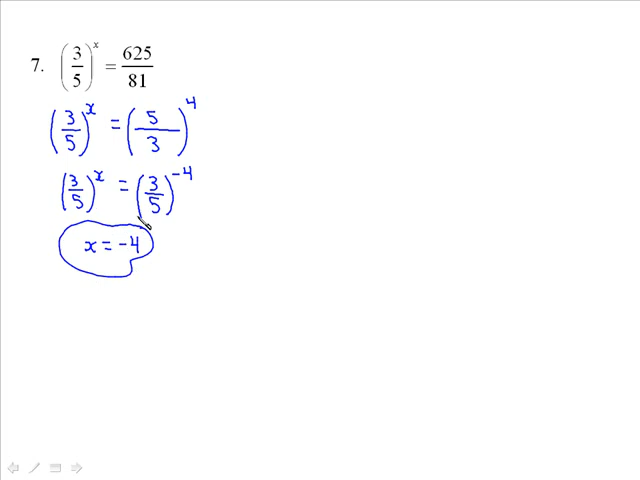 7. (3/5)^x = 625/81
(3/5)^x = (5/3)^4
(3/5)^x = (3/5)^-4
x = -4